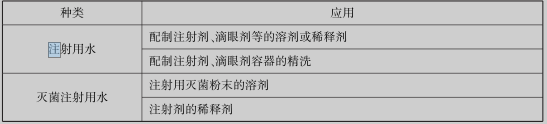 种类 应用
注射用水 配制注射�、滴眼剂等的溶剂或稀释剂
配制注射剂、滴眼剂容器的精洗
灭菌注射用水 注射用灭菌粉末的溶剂
注射剂的稀释剂